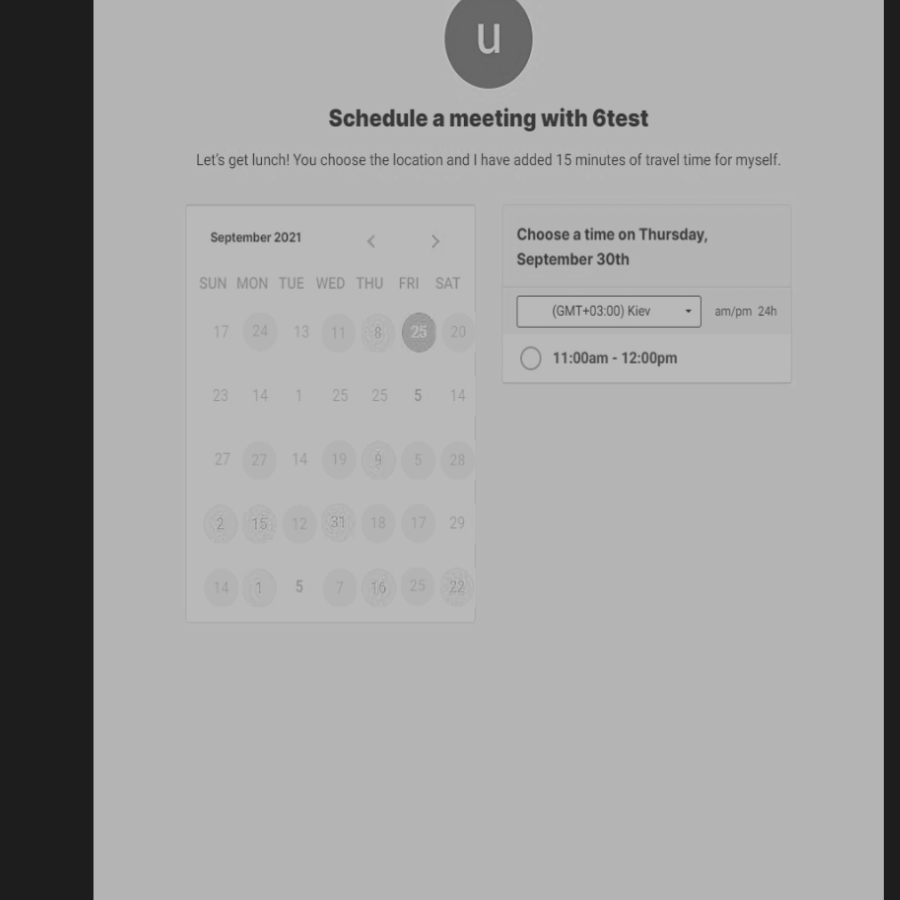 u
Schedule a meeting with 6test
Let's get lunch! You choose the location and I have added 15 minutes of travel time for myself.
September 2021
SUN MON TUE WED THU FRI SAT
17 24 13 11 8 25 20
23 14 1 25 25 5 14
27 27 14 19 9 5 28
2 15 12 31 18 17 29
14 1 5 7 16 25 22
Choose a time on Thursday,
September 30th
(GMT+03:00) Kiev am/pm 24h
11:00am - 12:00pm